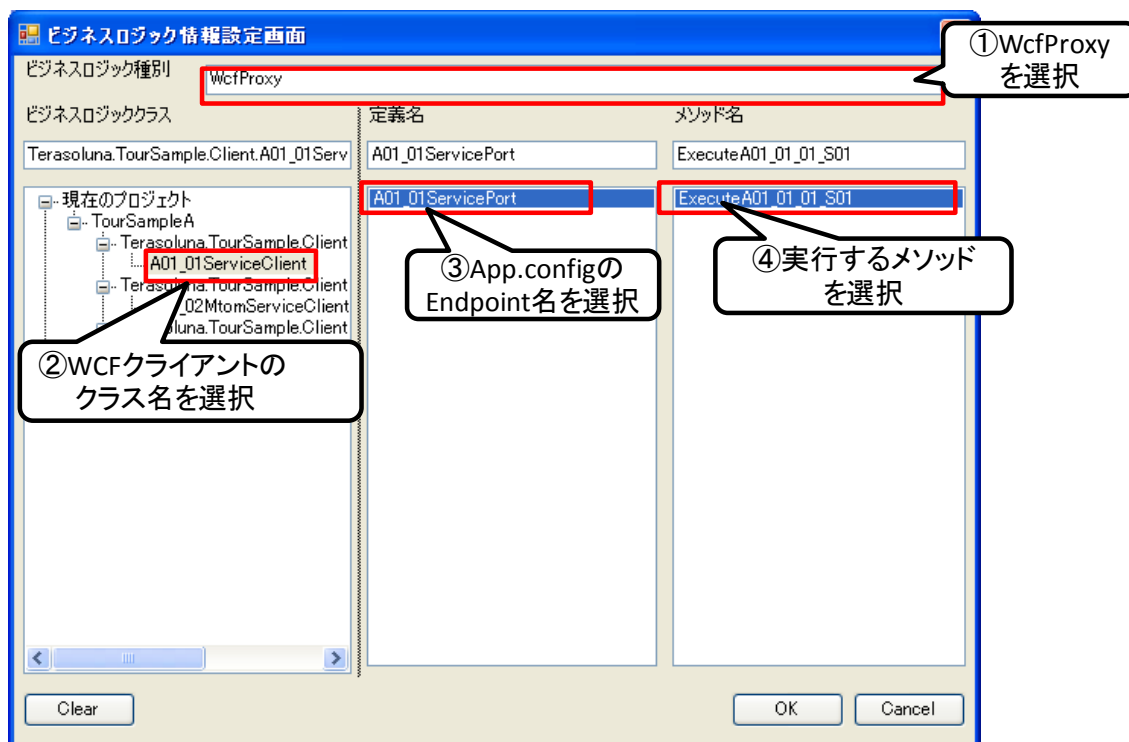 ビジネスロジック情報設定画面
①WcfProxy
を選択
ビジネスロジック種別
WcfProxy
ビジネスロジッククラス
定義名
メソッド名
Terasoluna.TourSample.Client.A01_01Serv
A01_01ServicePort
ExecuteA01_01_01_S01
現在のプロジェクト
TourSampleA
Terasoluna.TourSample.Client
A01_01ServiceClient
Terasoluna.TourSample.Client
_02MtomServiceClient
oluna.TourSample.Client
A01_01ServicePort
ExecuteA01_01_01_S01
②WCFクライアントの
クラス名を選択
③App.configの
Endpoint名を選択
④実行するメソッド
を選択
Clear
OK
Cancel